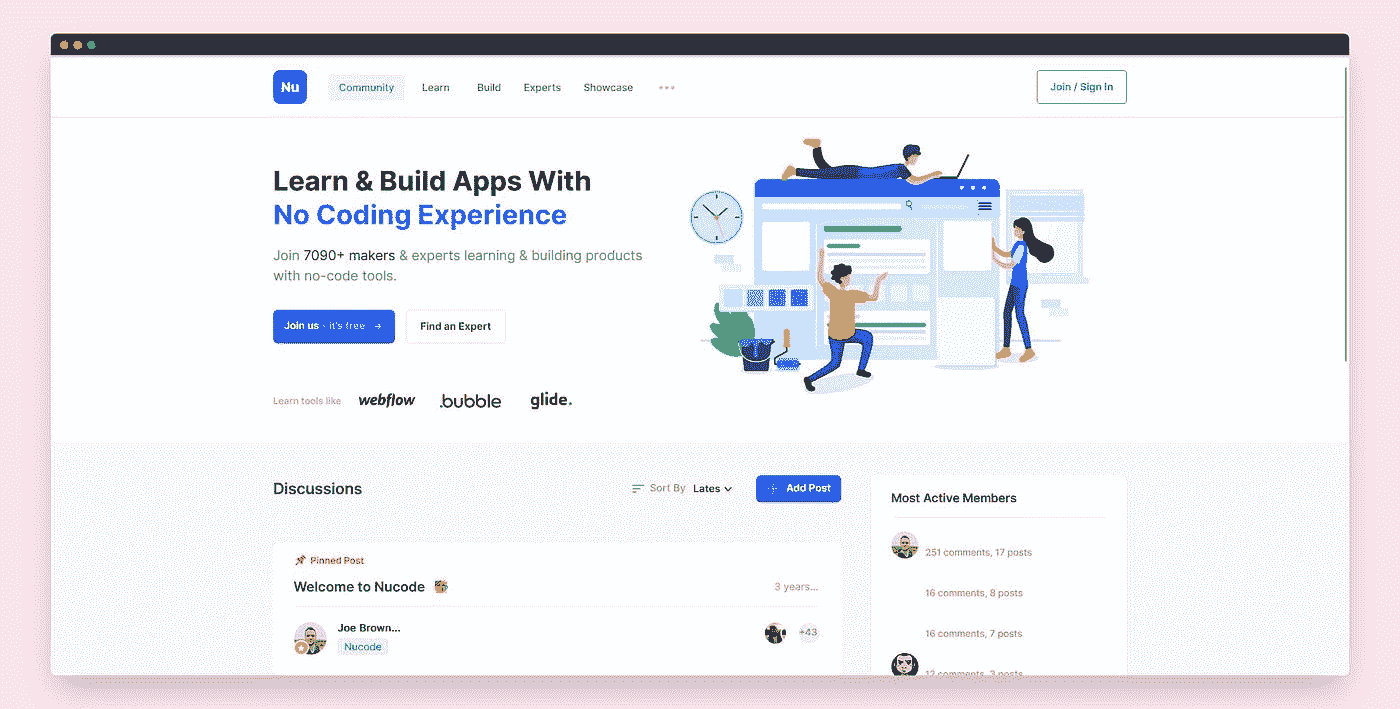 Nu
Community Learn Build Experts Showcase
Join / Sign In
Learn & Build Apps With
No Coding Experience
Join 7090+ makers & experts learning & building products
with no-code tools.
Join us - it's free →
Find an Expert
Learn tools like webflow .bubble glide.
Discussions
Sort By Lates
Add Post
Pinned Post
Welcome to Nucode
3 years...
Joe Brown...
Nucode
+43
Most Active Members
251 comments, 17 posts
16 comments, 8 posts
16 comments, 7 posts
12 comments, 3 posts